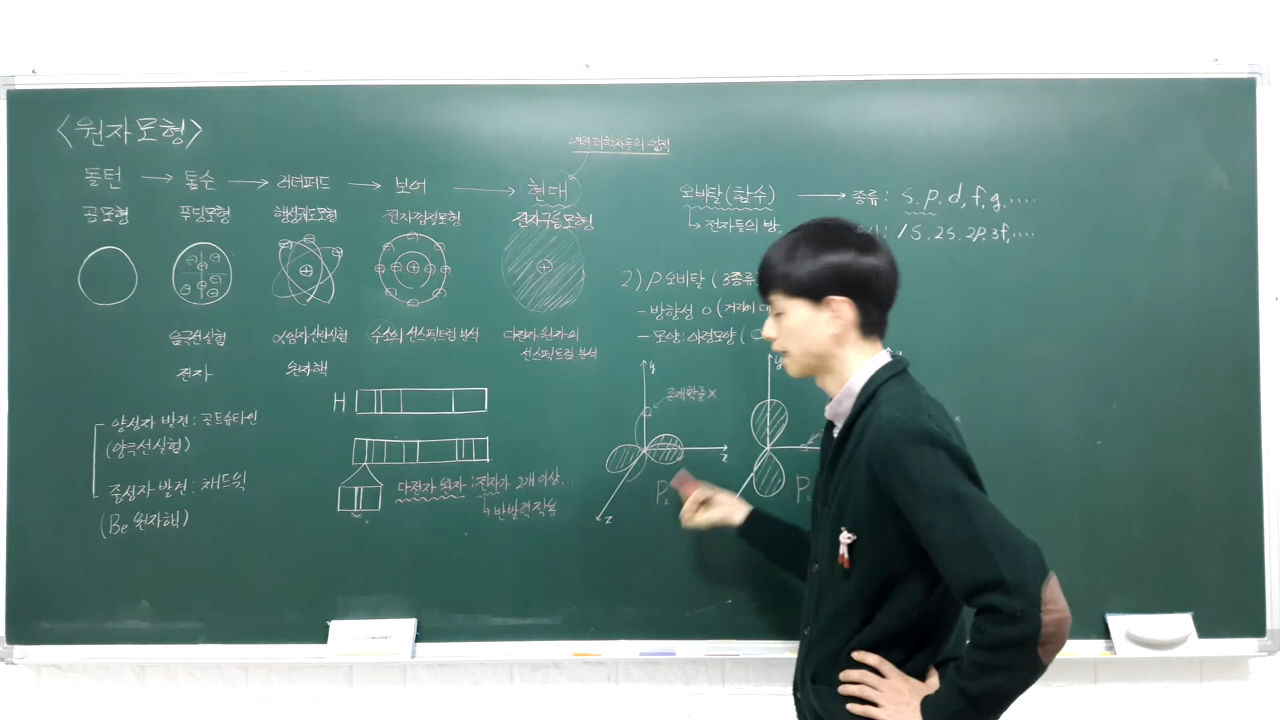 <원자모형>
돌턴 → 톰슨 → 러더퍼드 → 보어 → 현대
여러 과학자들의 업적
공모형 푸딩모형 행성궤도모형 전자껍질모형 전자구름모형
음극선실험 α입자산란실험 수소의 선스펙트럼 분석 다전자 원자의
선스펙트럼 분석
전자 원자핵
양성자 발견 : 골드슈타인
(양극선실험)
중성자 발견 : 채드윅
(Be 원자핵)
H
다전자 원자 : 전자가 2개 이상...
↳ 반발력 작용
오비탈(함수) → 종류 : s, p, d, f, g, .....
↳ 전자들의 방
: 1s, 2s, 2p, 3f, ....
2) p오비탈 (3종류
- 방향성 o (거리에
- 모양 : 아령모양 (
y
존재확률 x
z
P
y
P